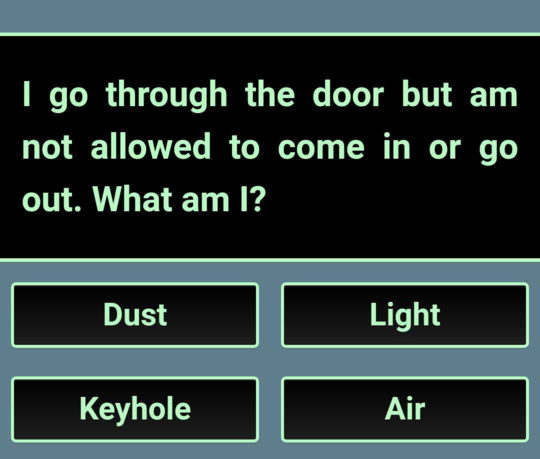 I go through the door but am
not allowed to come in or go
out. What am I?
Dust
Light
Keyhole
Air